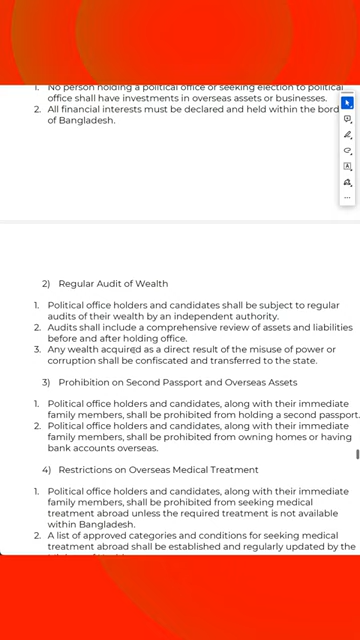 1. No person holding a political office or seeking election to political
office shall have investments in overseas assets or businesses.
2. All financial interests must be declared and held within the bord
of Bangladesh.
2) Regular Audit of Wealth
1. Political office holders and candidates shall be subject to regular
audits of their wealth by an independent authority.
2. Audits shall include a comprehensive review of assets and liabilities
before and after holding office.
3. Any wealth acquired as a direct result of the misuse of power or
corruption shall be confiscated and transferred to the state.
3) Prohibition on Second Passport and Overseas Assets
1. Political office holders and candidates, along with their immediate
family members, shall be prohibited from holding a second passport.
2. Political office holders and candidates, along with their immediate
family members, shall be prohibited from owning homes or having
bank accounts overseas.
4) Restrictions on Overseas Medical Treatment
1. Political office holders and candidates, along with their immediate
family members, shall be prohibited from seeking medical
treatment abroad unless the required treatment is not available
within Bangladesh.
2. A list of approved categories and conditions for seeking medical
treatment abroad shall be established and regularly updated by the